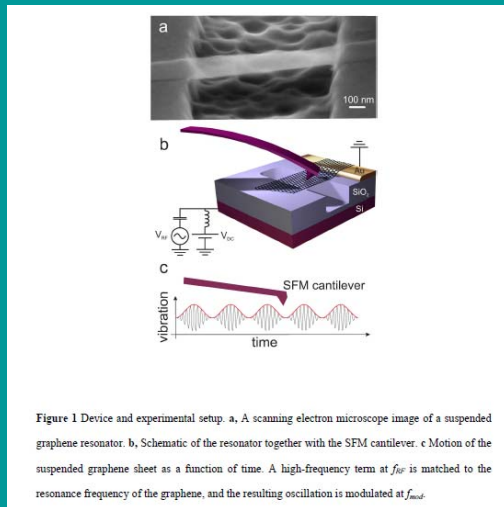 a
100 nm
b
Au
SiO2
Si
VRF
VDC
c
SFM cantilever
vibration
time
Figure 1 Device and experimental setup. a, A scanning electron microscope image of a suspended
graphene resonator. b, Schematic of the resonator together with the SFM cantilever. c Motion of the
suspended graphene sheet as a function of time. A high-frequency term at fRF is matched to the
resonance frequency of the graphene, and the resulting oscillation is modulated at fmod.